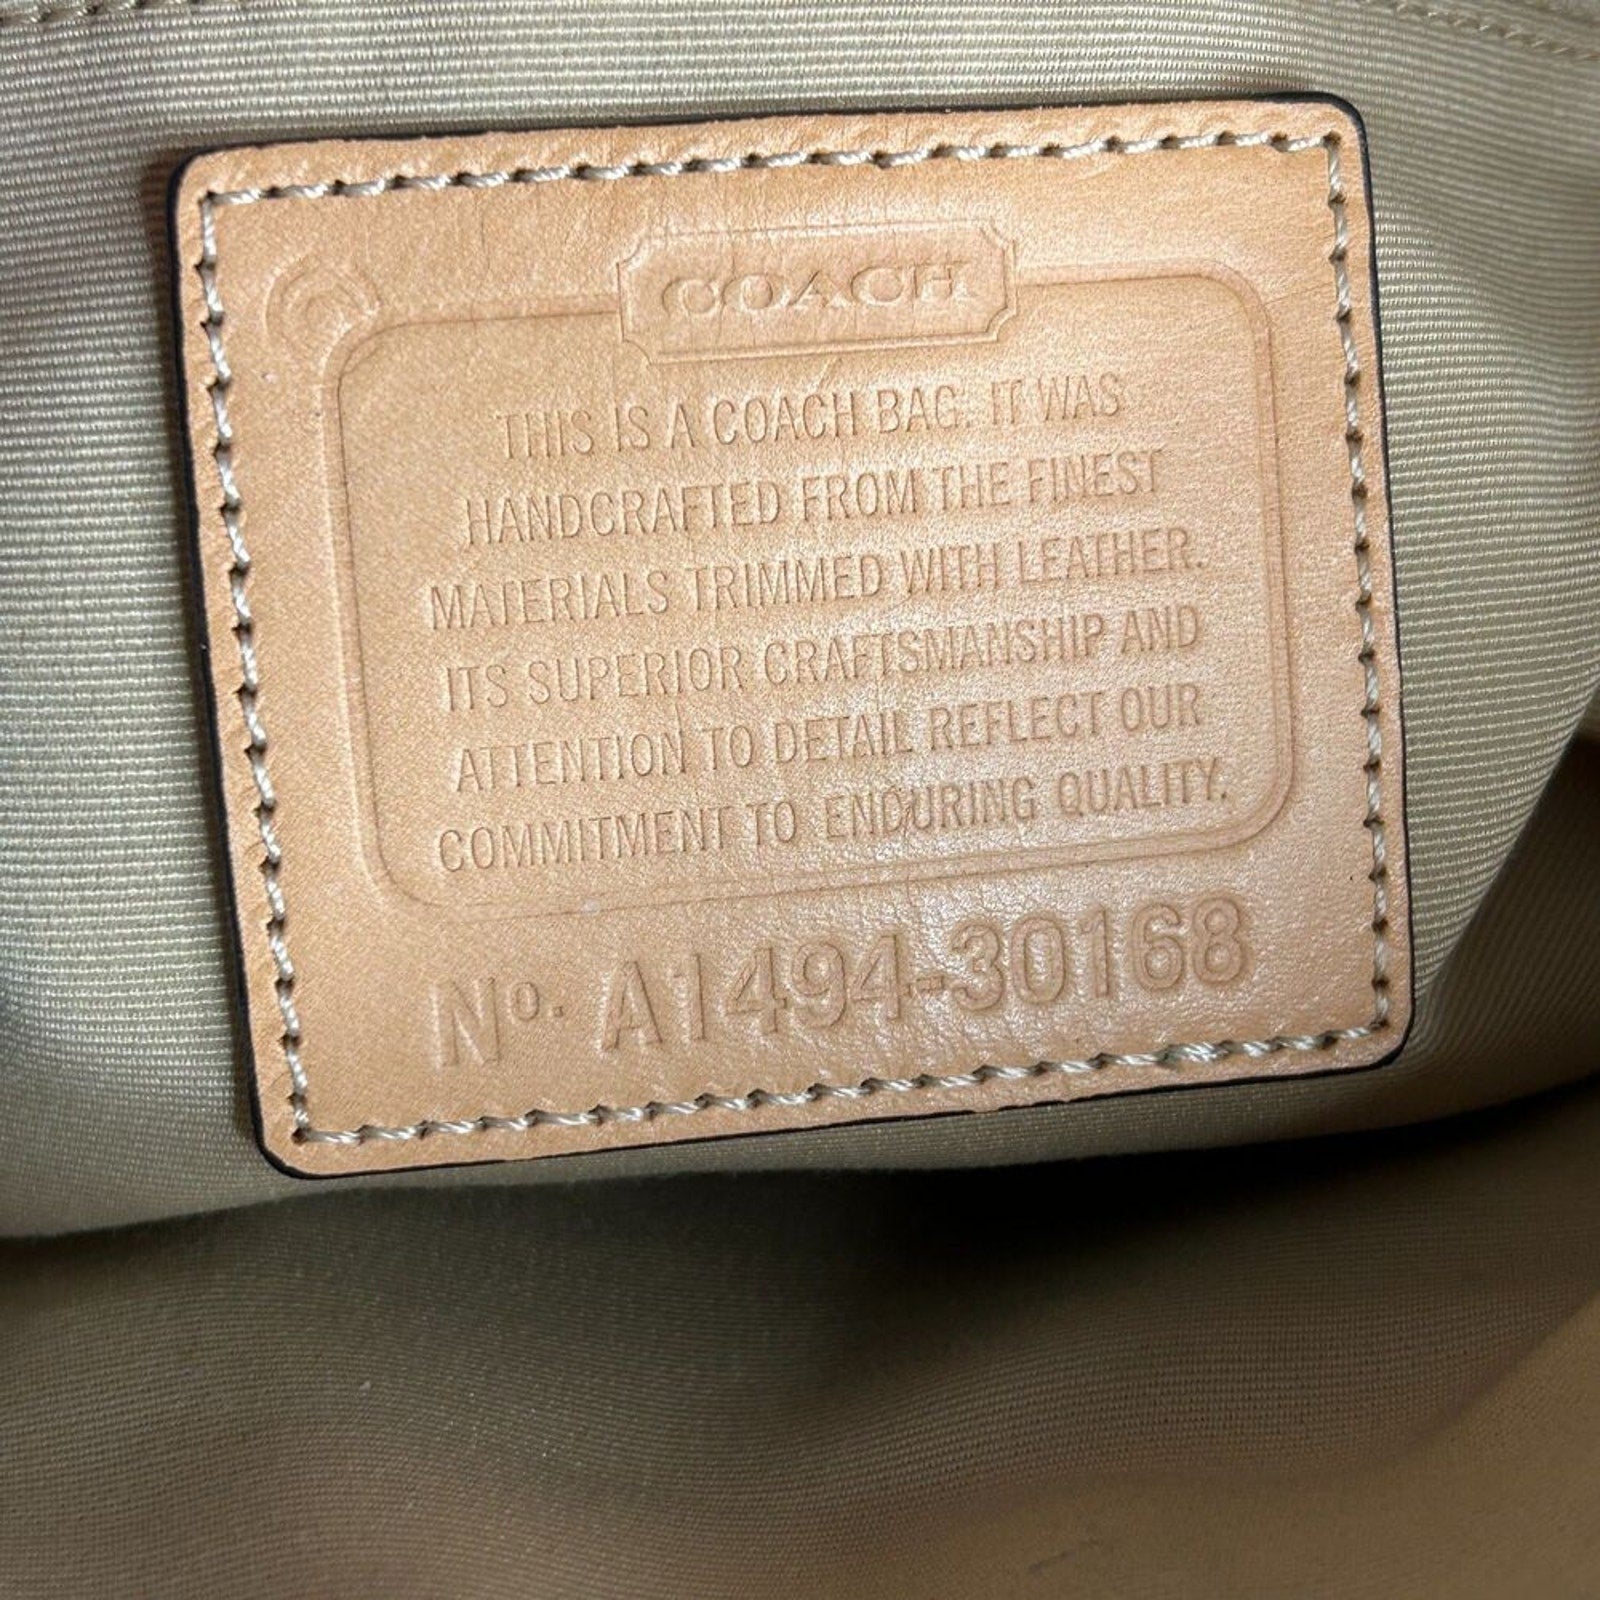 COACH
THIS IS A COACH BAG. IT WAS
HANDCRAFTED FROM THE FINEST
MATERIALS TRIMMED WITH LEATHER.
ITS SUPERIOR CRAFTSMANSHIP AND
ATTENTION TO DETAIL REFLECT OUR
COMMITMENT TO ENDURING QUALITY.
Nº. A1494-30168